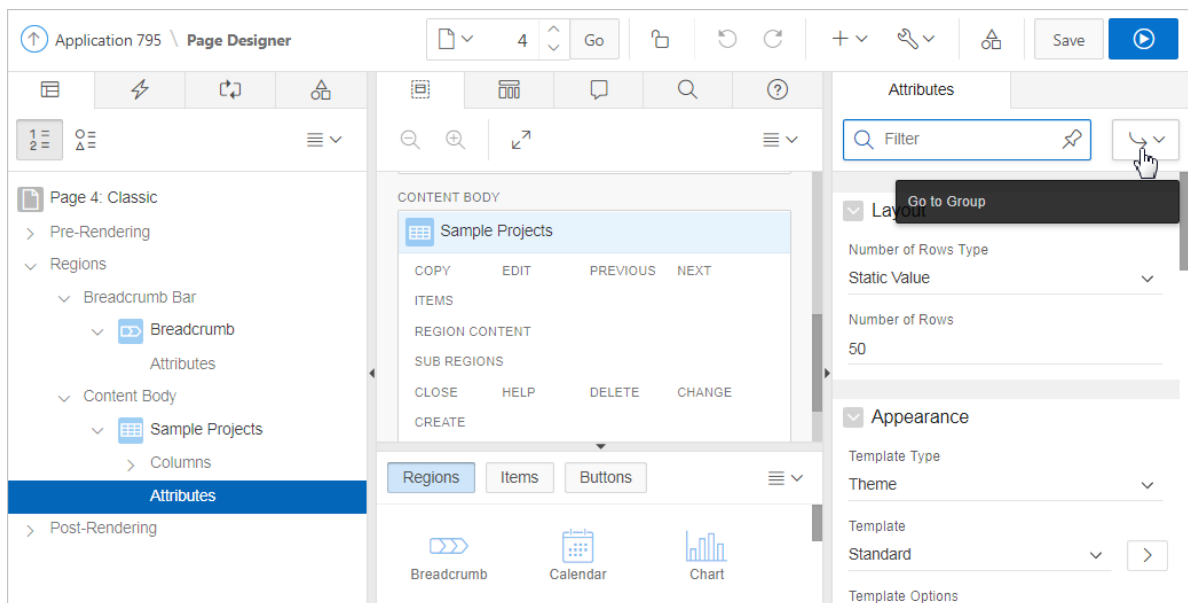 Application 795 \ Page Designer
4
Go
Save
Page 4: Classic
Pre-Rendering
Regions
Breadcrumb Bar
Breadcrumb
Attributes
Content Body
Sample Projects
Columns
Attributes
Post-Rendering
CONTENT BODY
Sample Projects
COPY EDIT PREVIOUS NEXT
ITEMS
REGION CONTENT
SUB REGIONS
CLOSE HELP DELETE CHANGE
CREATE
Regions Items Buttons
Breadcrumb Calendar Chart
Attributes
Filter
Go to Group
Layout
Number of Rows Type
Static Value
Number of Rows
50
Appearance
Template Type
Theme
Template
Standard
Template Options